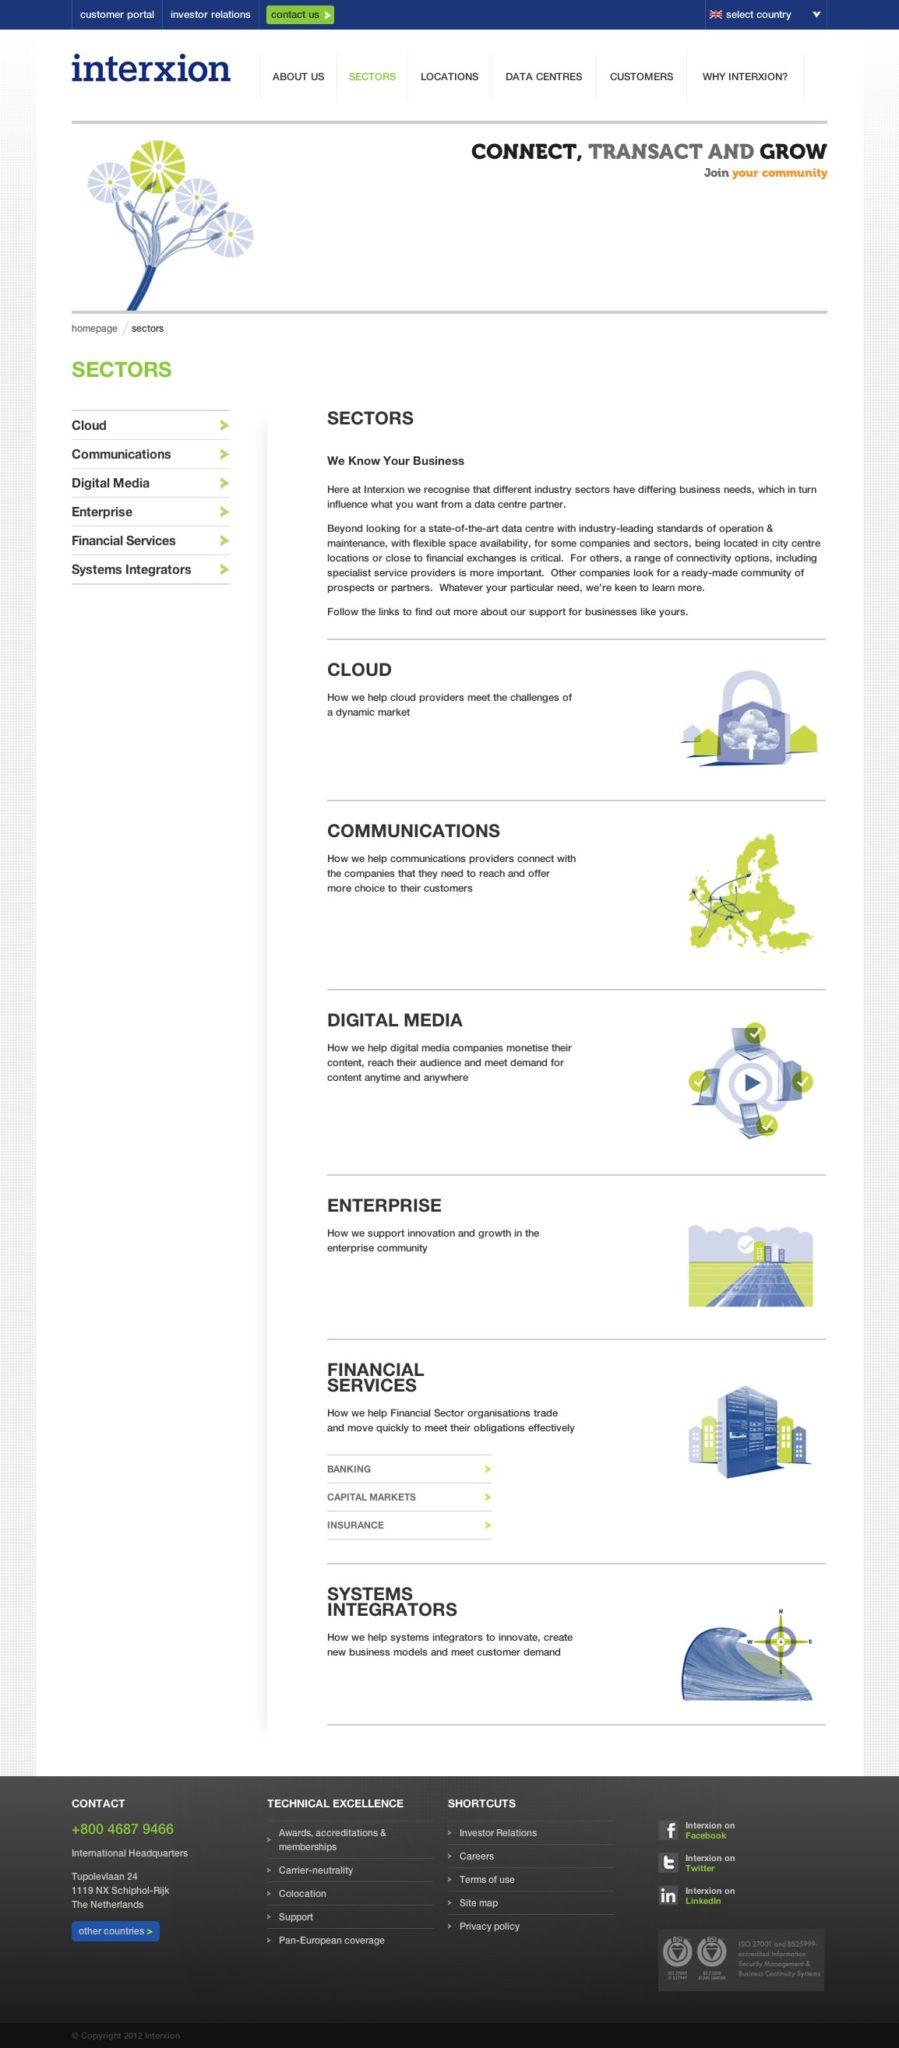 customer portal
investor relations
contact us
select country
interxion
ABOUT US
SECTORS
LOCATIONS
DATA CENTRES
CUSTOMERS
WHY INTERXION?
CONNECT, TRANSACT AND GROW
Join your community
homepage / sectors
SECTORS
Cloud
Communications
Digital Media
Enterprise
Financial Services
Systems Integrators
SECTORS
We Know Your Business
Here at Interxion we recognise that different industry sectors have differing business needs, which in turn
influence what you want from a data centre partner.
Beyond looking for a state-of-the-art data centre with industry-leading standards of operation &
maintenance, with flexible space availability, for some companies and sectors, being located in city centre
locations or close to financial exchanges is critical.  For others, a range of connectivity options, including
specialist service providers is more important.  Other companies look for a ready-made community of
prospects or partners.  Whatever your particular need, we're keen to learn more.
Follow the links to find out more about our support for businesses like yours.
CLOUD
How we help cloud providers meet the challenges of
a dynamic market
COMMUNICATIONS
How we help communications providers connect with
the companies that they need to reach and offer
more choice to their customers
DIGITAL MEDIA
How we help digital media companies monetise their
content, reach their audience and meet demand for
content anytime and anywhere
ENTERPRISE
How we support innovation and growth in the
enterprise community
FINANCIAL
SERVICES
How we help Financial Sector organisations trade
and move quickly to meet their obligations effectively
BANKING
CAPITAL MARKETS
INSURANCE
SYSTEMS
INTEGRATORS
How we help systems integrators to innovate, create
new business models and meet customer demand
N
W
E
S
CONTACT
+800 4687 9466
International Headquarters
Tupolevlaan 24
1119 NX Schiphol-Rijk
The Netherlands
other countries >
TECHNICAL EXCELLENCE
Awards, accreditations &
memberships
Carrier-neutrality
Colocation
Support
Pan-European coverage
SHORTCUTS
Investor Relations
Careers
Terms of use
Site map
Privacy policy
Interxion on
Facebook
Interxion on
Twitter
Interxion on
LinkedIn
BSI
BSI
ISO 27001 and BS25999-
accredited Information
Security Management &
Business Continuity Systems
© Copyright 2012 Interxion